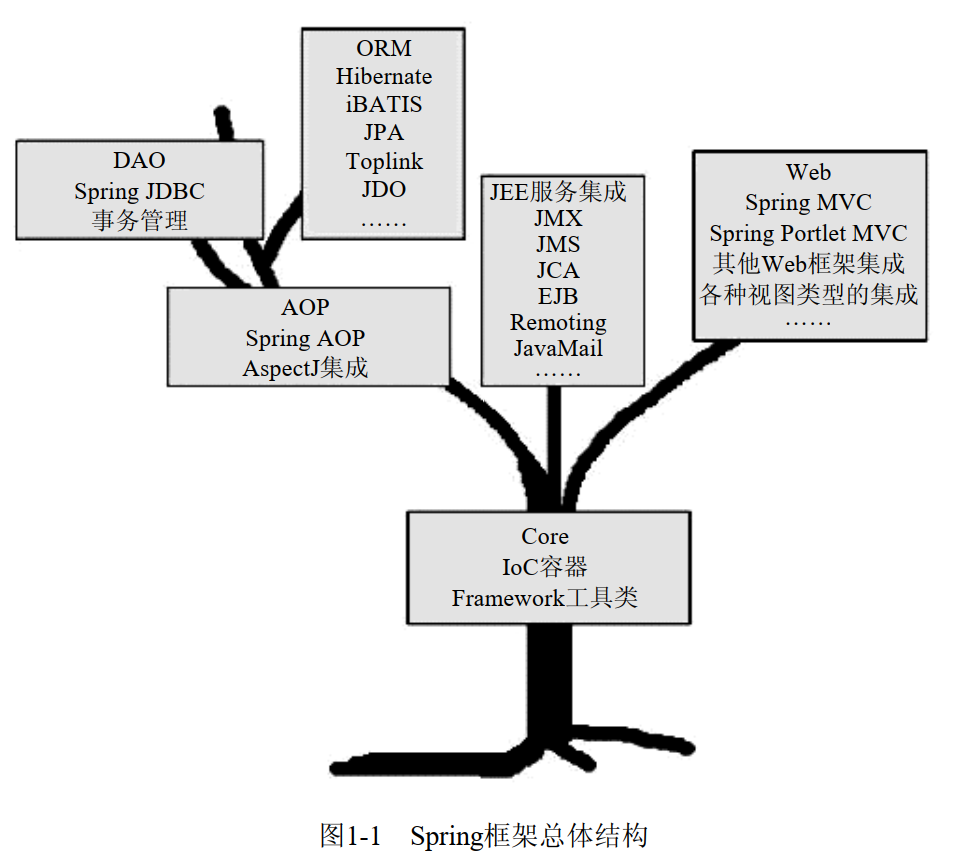 ORM
Hibernate
iBATIS
JPA
Toplink
JDO
……
DAO
Spring JDBC
事务管理
AOP
Spring AOP
AspectJ集成
JEE服务集成
JMX
JMS
JCA
EJB
Remoting
JavaMail
……
Web
Spring MVC
Spring Portlet MVC
其他Web框架集成
各种视图类型的集成
……
Core
IoC容器
Framework工具类
图1-1 Spring框架总体结构